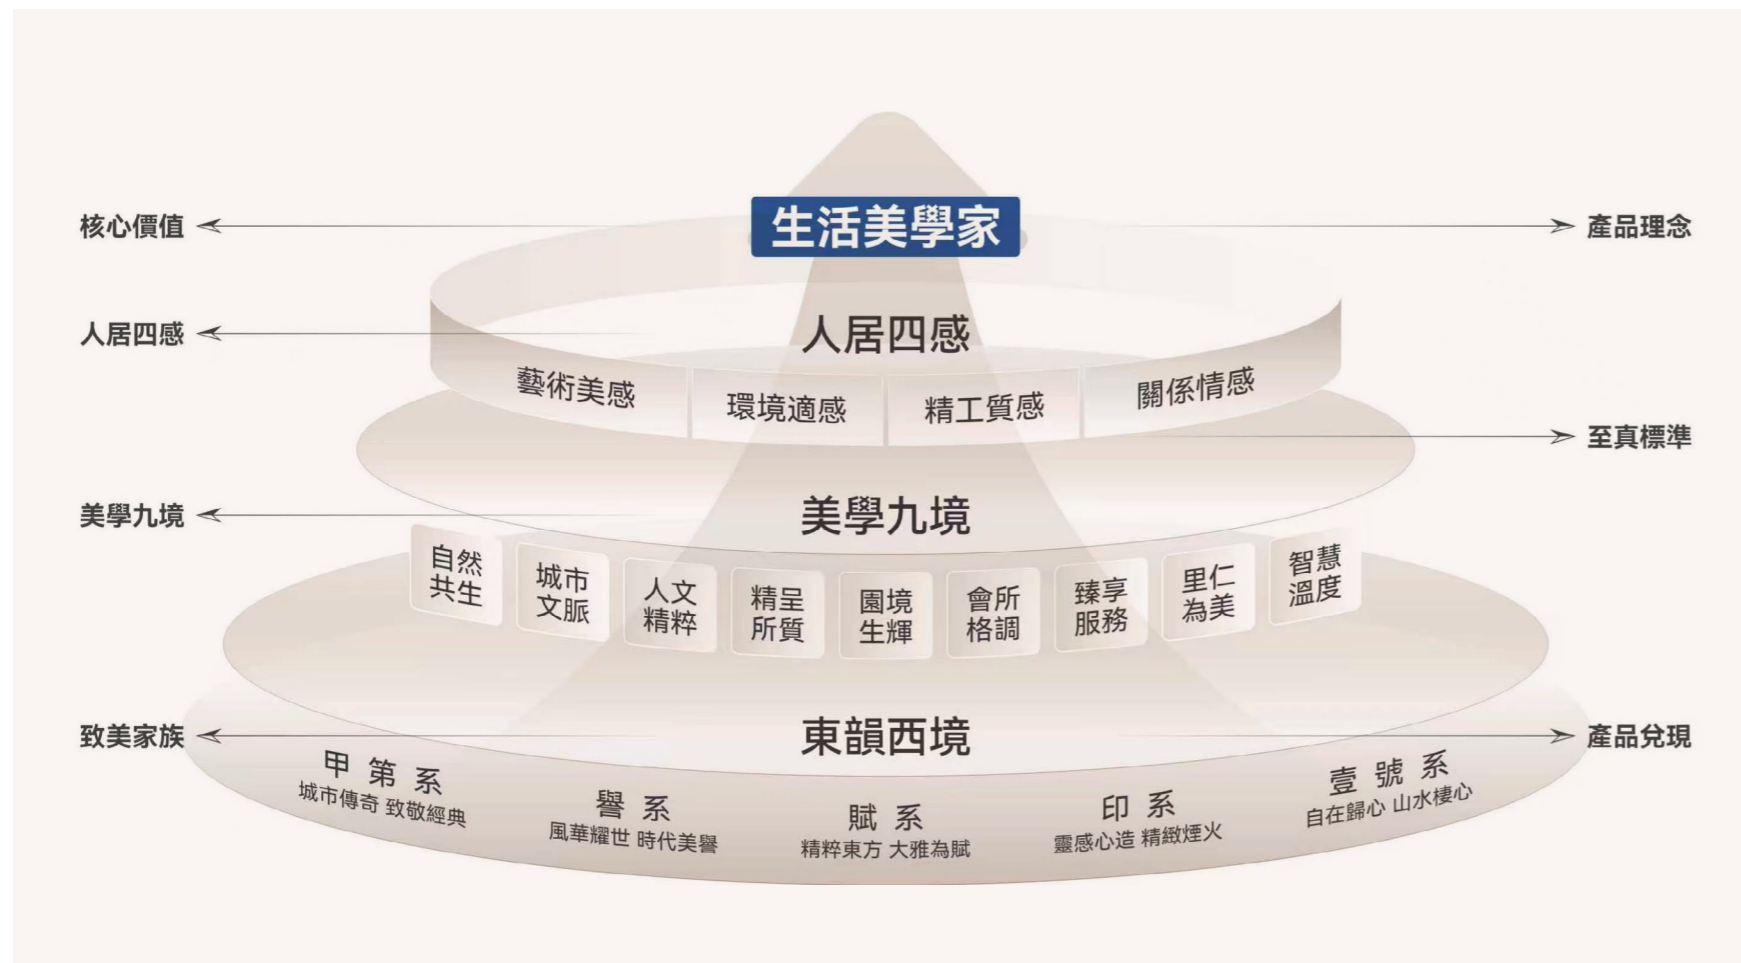 核心價值
生活美學家
產品理念
人居四感
人居四感
藝術美感
環境適感
精工質感
關係情感
至真標準
美學九境
美學九境
自然
共生
城市
文脈
人文
精粹
精呈
所質
園境
生輝
會所
格調
臻享
服務
里仁
為美
智慧
溫度
致美家族
東韻西境
產品兌現
甲第系
城市傳奇 致敬經典
譽系
風華耀世 時代美譽
賦系
精粹東方 大雅為賦
印系
靈感心造 精緻煙火
壹號系
自在歸心 山水棲心